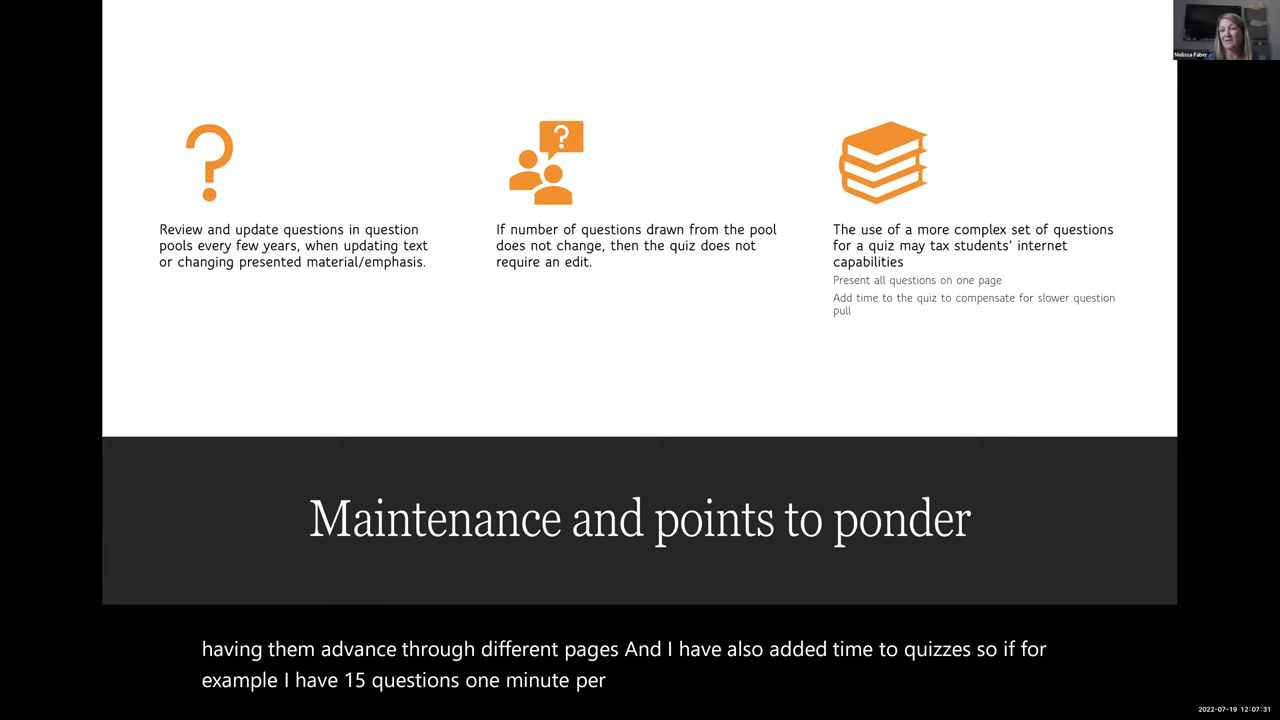 Melissa Faber
?
Review and update questions in question
pools every few years, when updating text
or changing presented material/emphasis.
?
If number of questions drawn from the pool
does not change, then the quiz does not
require an edit.
The use of a more complex set of questions
for a quiz may tax students’ internet
capabilities
Present all questions on one page
Add time to the quiz to compensate for slower question
pull
Maintenance and points to ponder
having them advance through different pages And I have also added time to quizzes so if for
example I have 15 questions one minute per
2022-07-19 12:07:31